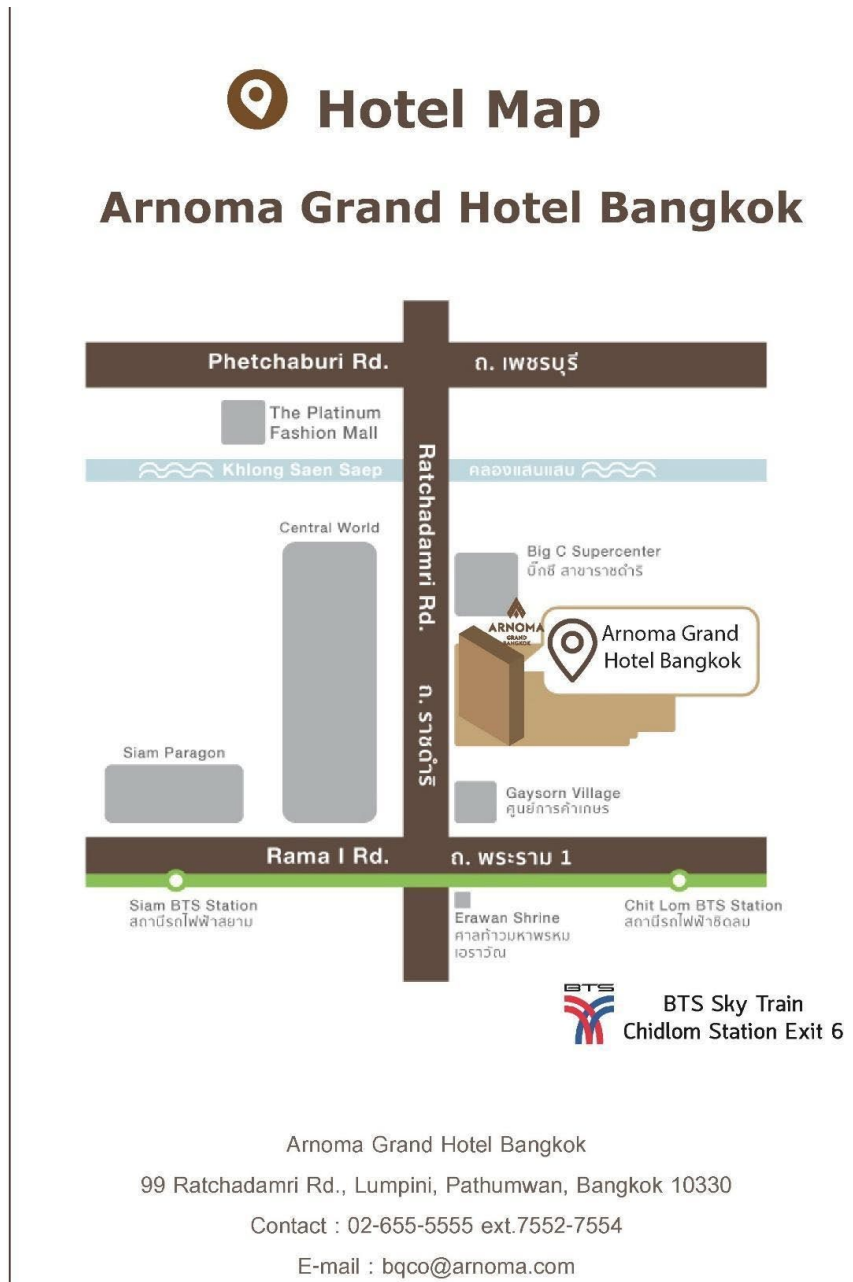 Hotel Map
Arnoma Grand Hotel Bangkok
Phetchaburi Rd. ถ. เพชรบุรี
The Platinum
Fashion Mall
Khlong Saen Saep คลองแสนแสบ
Ratchadamri Rd. ถ. ราชดำริ
Central World
Big C Supercenter
บิ๊กซี สาขาราชดำริ
ARNOMA
GRAND
BANGKOK
Arnoma Grand
Hotel Bangkok
Siam Paragon
Gaysorn Village
ศูนย์การค้าเกษร
Rama I Rd. ถ. พระราม 1
Siam BTS Station
สถานีรถไฟฟ้าสยาม
Erawan Shrine
ศาลท้าวมหาพรหม
เอราวัณ
Chit Lom BTS Station
สถานีรถไฟฟ้าชิดลม
BTS
BTS Sky Train
Chidlom Station Exit 6
Arnoma Grand Hotel Bangkok
99 Ratchadamri Rd., Lumpini, Pathumwan, Bangkok 10330
Contact : 02-655-5555 ext.7552-7554
E-mail : bqco@arnoma.com